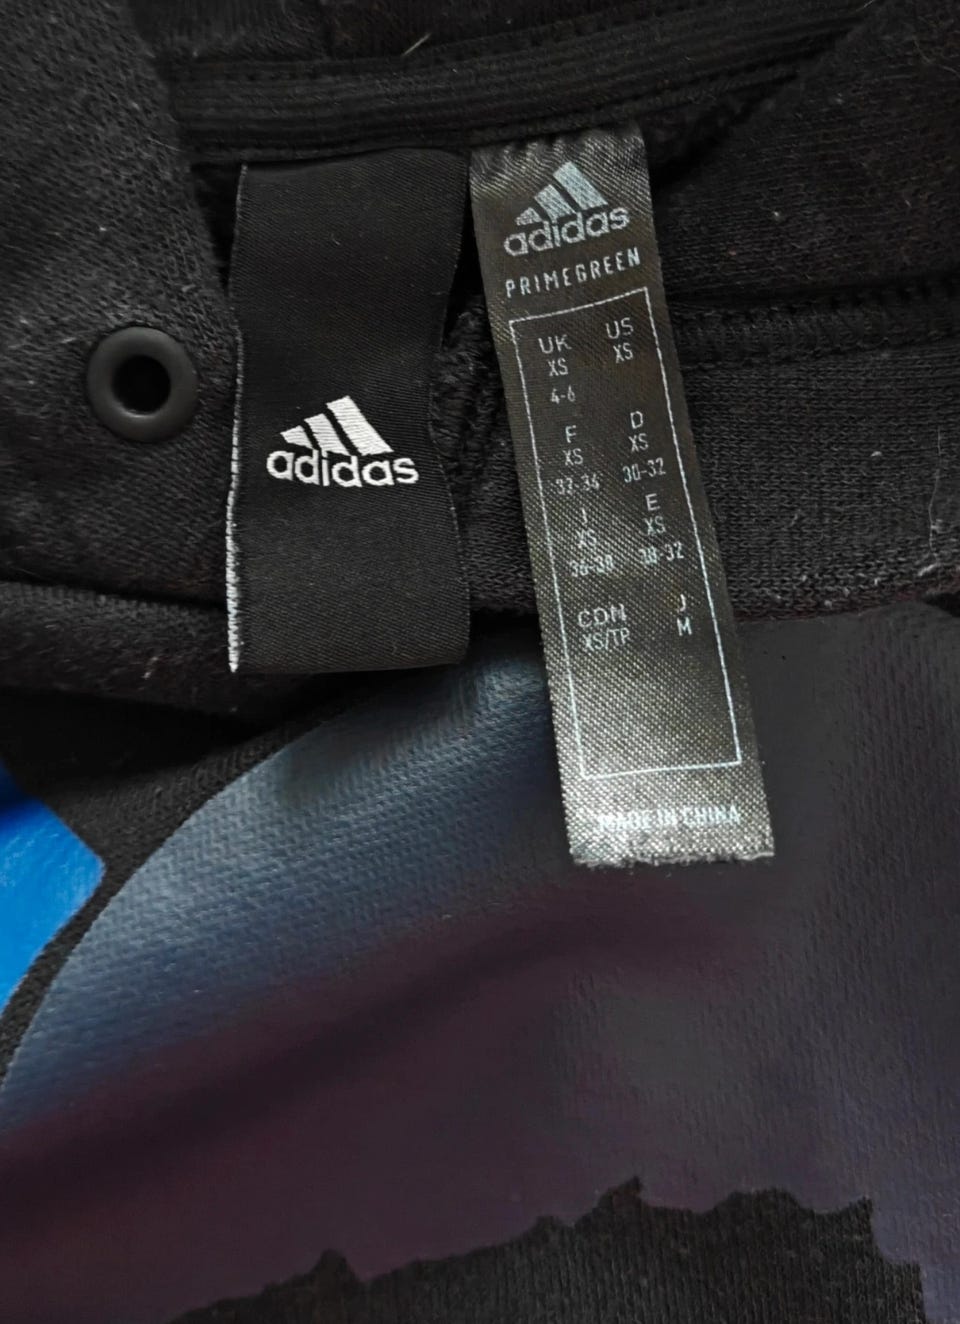 adidas
adidas
PRIMEGREEN
UK US
XS XS
4-6
F D
XS XS
32-34 30-32
I E
XS XS
36-38 30-32
CDN J
XS/TP M
MADE IN CHINA